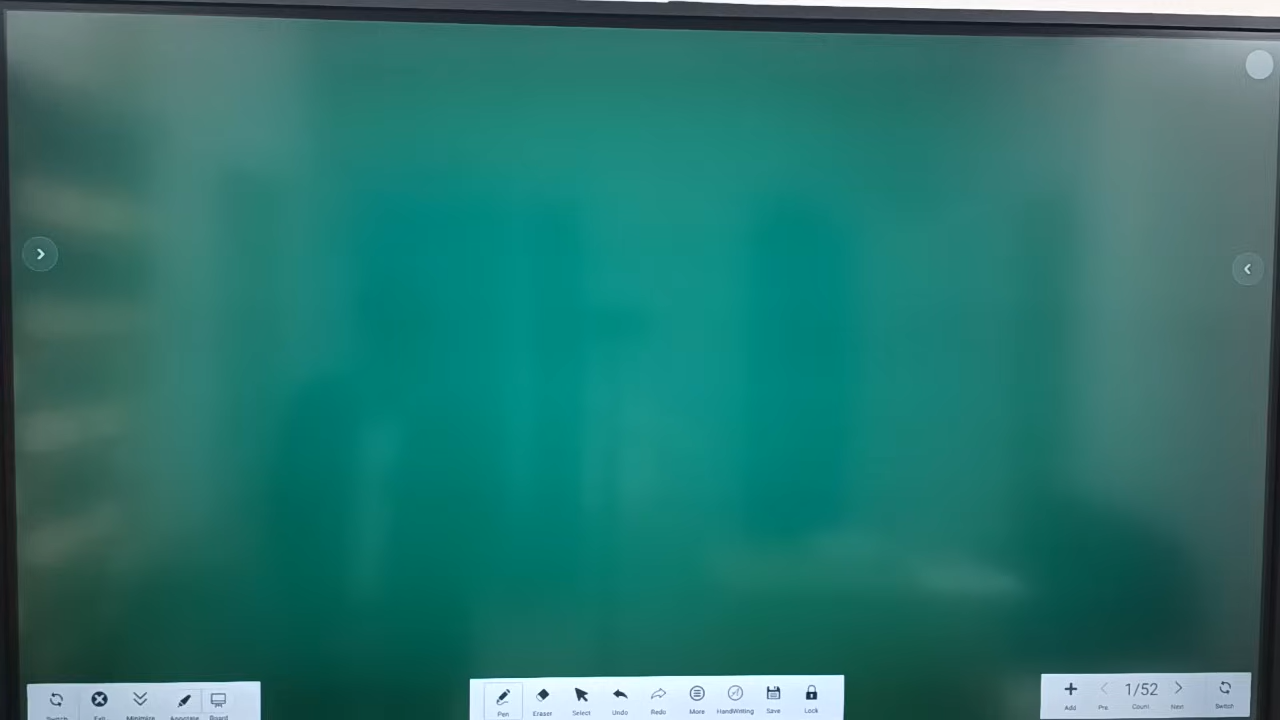 Switch Exit Minimize Annotate Board
Pen Eraser Select Undo Redo More HandWriting Save Lock
Add Pre 1/52 Count Next Switch